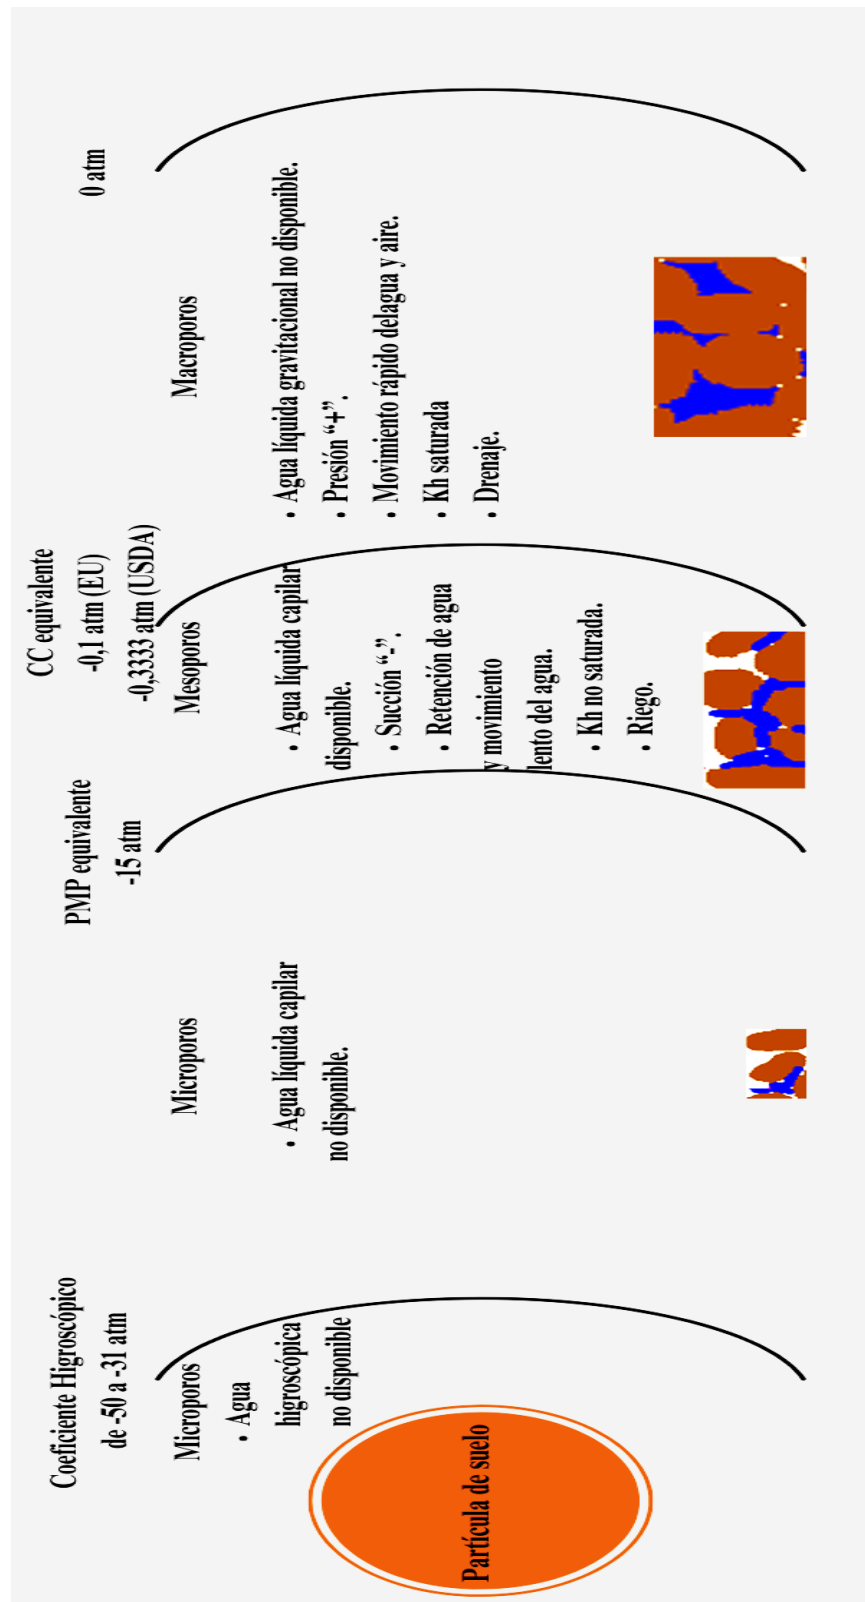 Coeficiente Higroscópico
de -50 a -31 atm
PMP equivalente
-15 atm
CC equivalente
-0,1 atm (EU)
-0,3333 atm (USDA)
0 atm
Microporos
• Agua
higroscópica
no disponible
Microporos
• Agua líquida capilar
no disponible.
Mesoporos
• Agua líquida capilar
disponible.
• Succión “-”.
• Retención de agua
y movimiento
lento del agua.
• Kh no saturada.
• Riego.
Macroporos
• Agua líquida gravitacional no disponible.
• Presión “+”.
• Movimiento rápido delagua y aire.
• Kh saturada
• Drenaje.
Partícula de suelo